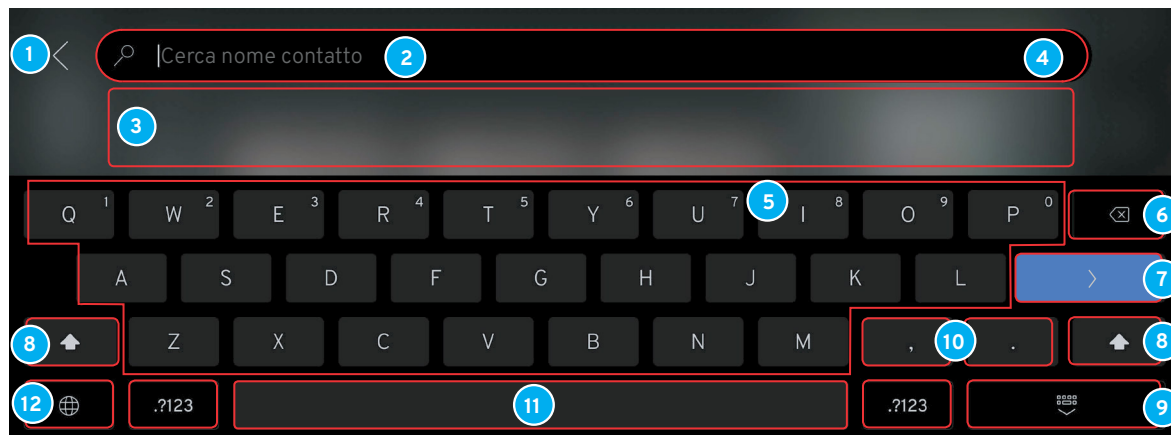 1 Cerca nome contatto 2 4
3
Q 1 W 2 E 3 R 4 T 5 Y 6 U 7 5 I 8 O 9 P 0 6
A S D F G H J K L 7
8 Z X C V B N M , 10 . 8
12 .?123 11 .?123 9